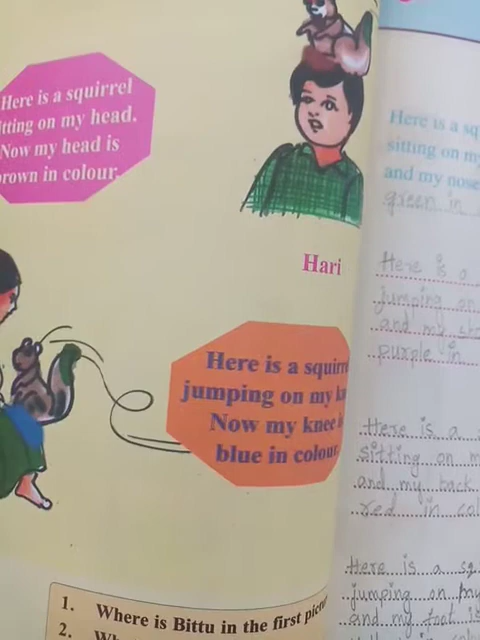 Here is a squirrel
itting on my head.
Now my head is
rown in colour.
Hari
Here is a squirr
jumping on my
Now my knee
blue in colour
1. Where is Bittu in the first pictu
2.
Here is a sq
sitting on my
and my nose
green in
Here is a
jumping on
and my
purple in
Here is a
sitting on m
and my back
red in col
Here is a sq
jumping on my
and my foot is